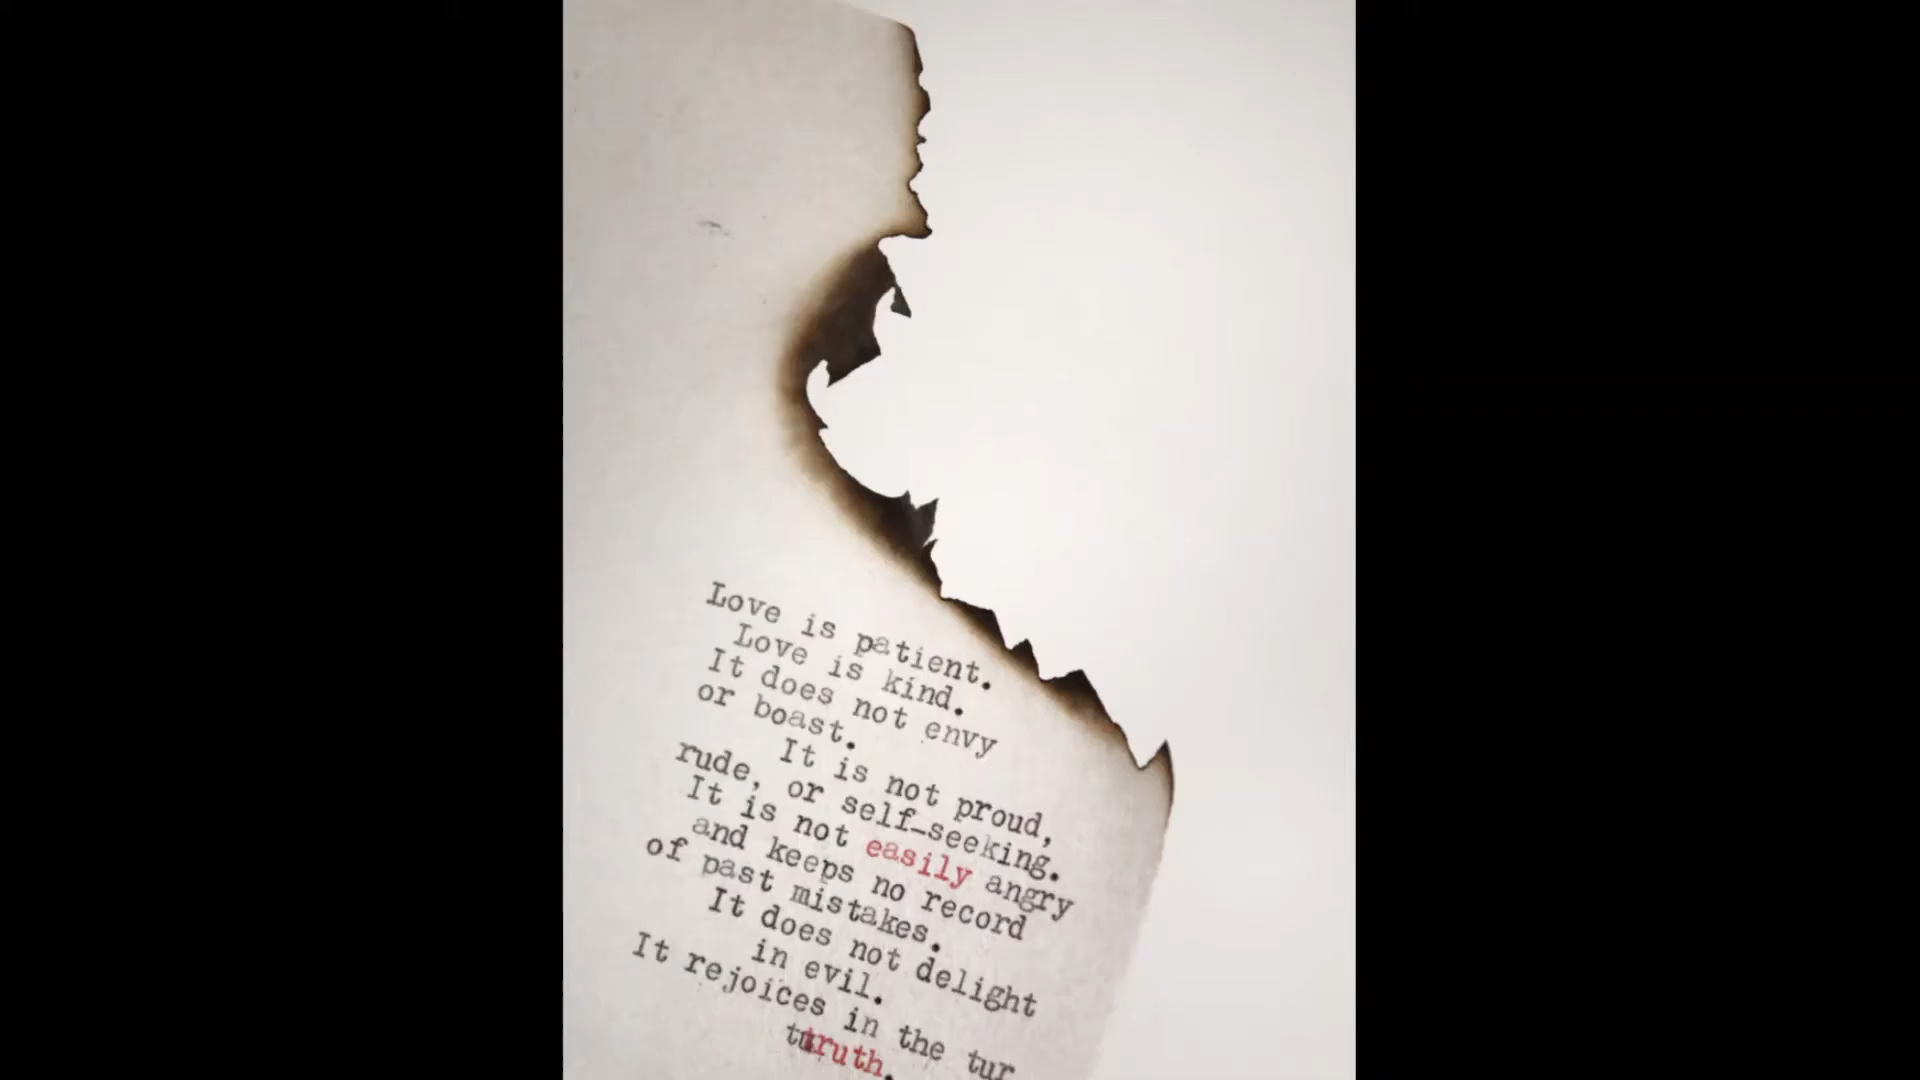 Love is patient.
Love is kind.
It does not envy
or boast.
It is not proud,
rude, or self-seeking.
It is not easily angry
and keeps no record
of past mistakes.
It does not delight
in evil.
It rejoices in the tur
tutruth.